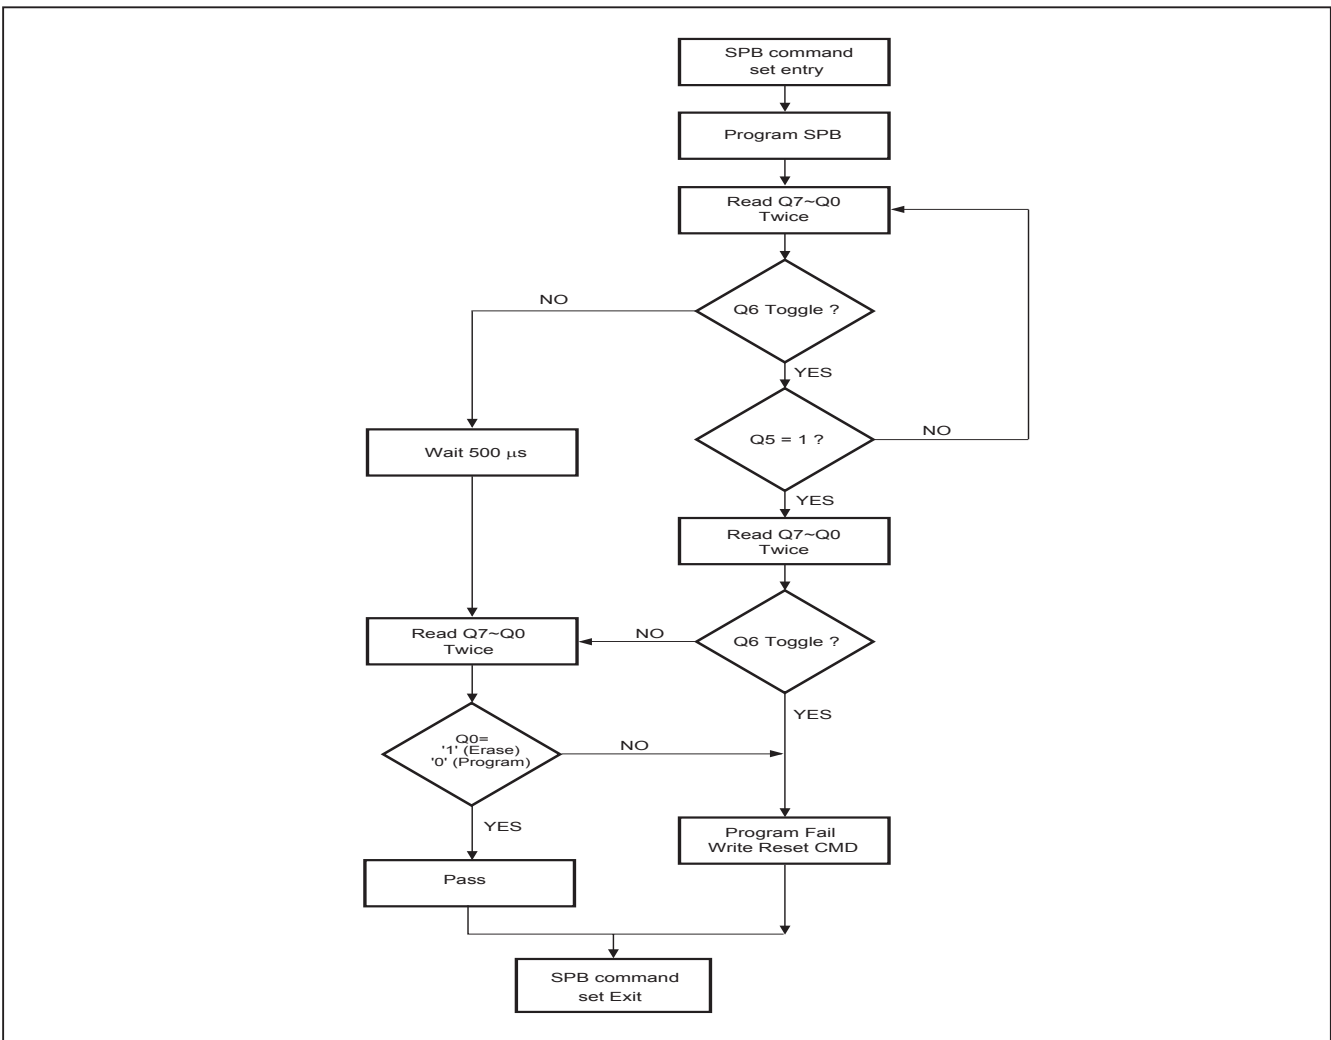 SPB command
set entry
Program SPB
Read Q7~Q0
Twice
Q6 Toggle ?
NO
YES
Q5 = 1 ?
NO
Wait 500 μs
YES
Read Q7~Q0
Twice
Q6 Toggle ?
NO
Read Q7~Q0
Twice
YES
Q0=
'1' (Erase)
'0' (Program)
NO
YES
Program Fail
Write Reset CMD
Pass
SPB command
set Exit